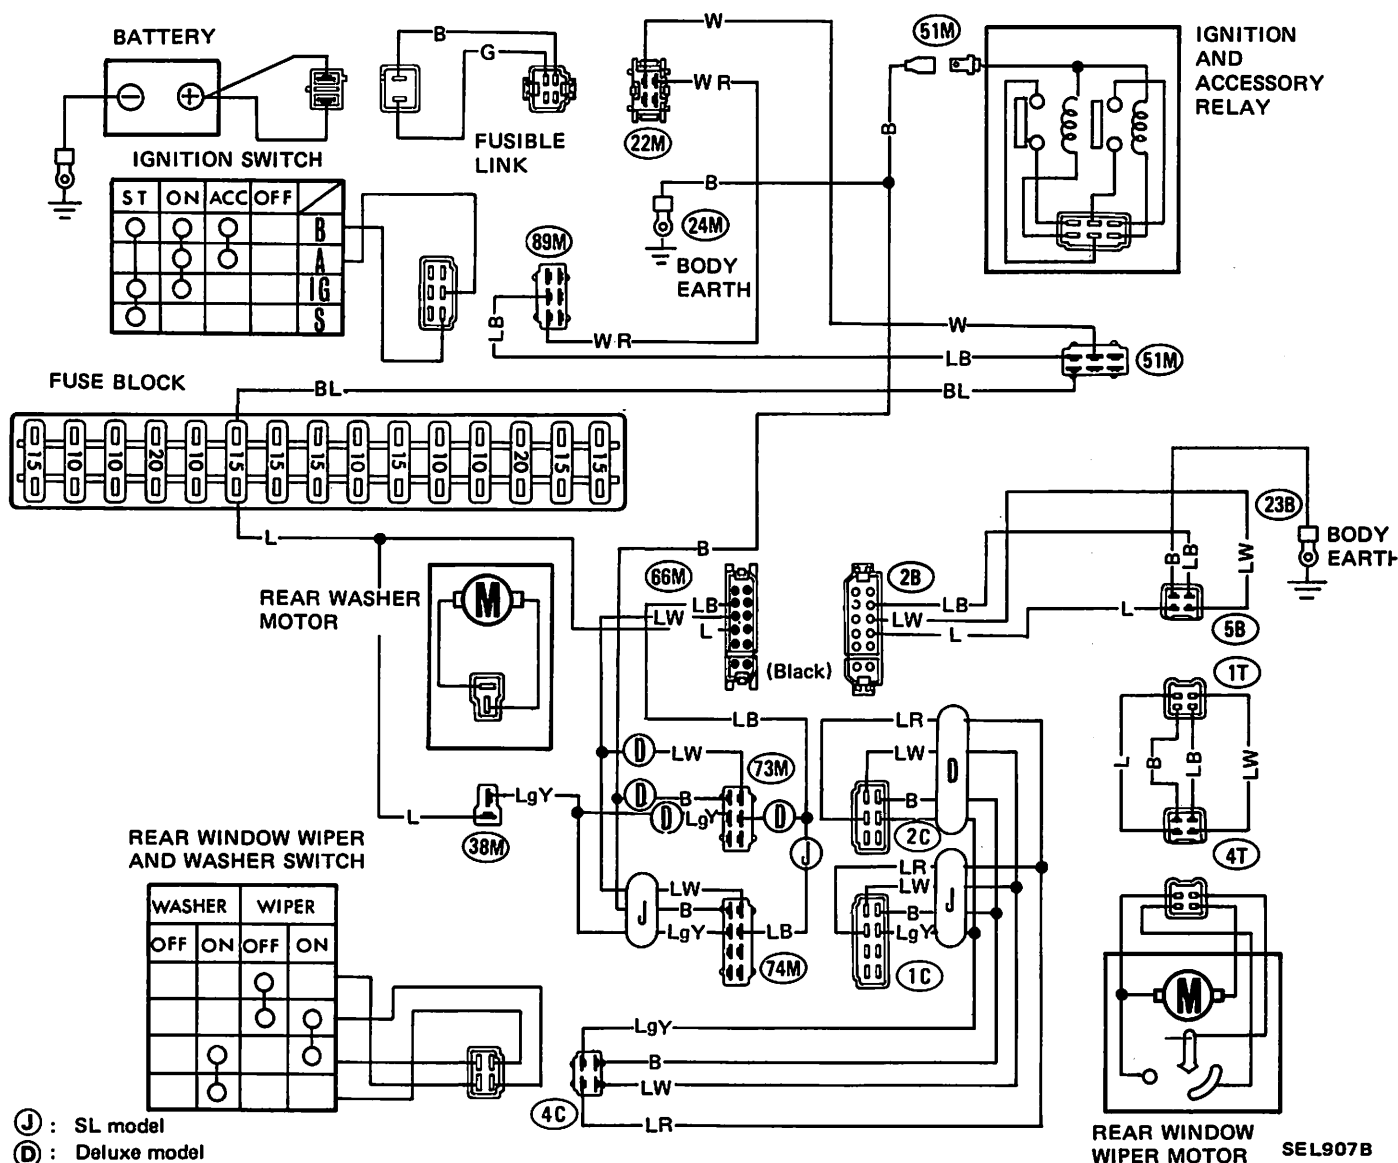 BATTERY
B
G
FUSIBLE
LINK
W
W R
22M
51M
IGNITION
AND
ACCESSORY
RELAY
B
B
24M
BODY
EARTH
IGNITION SWITCH
ST ON ACC OFF
B
A
IG
S
89M
LB
W R
W
LB
51M
FUSE BLOCK
BL
BL
15 10 10 20 10 15 15 15 10 15 10 10 20 15 15
L
B
23B
BODY
EARTH
B
LB
LW
REAR WASHER
MOTOR
M
66M
LB
LW
L
(Black)
2B
LB
LW
L
L
5B
1T
L
B
LB
LW
4T
LB
D
LW
73M
D
B
D
LgY
D
J
LR
LW
D
B
2C
LgY
L
38M
REAR WINDOW WIPER
AND WASHER SWITCH
WASHER WIPER
OFF ON OFF ON
J
LW
B
LgY
LB
74M
LR
LW
J
B
LgY
1C
M
LgY
B
LW
4C
LR
REAR WINDOW
WIPER MOTOR
SEL907B
J : SL model
D : Deluxe model